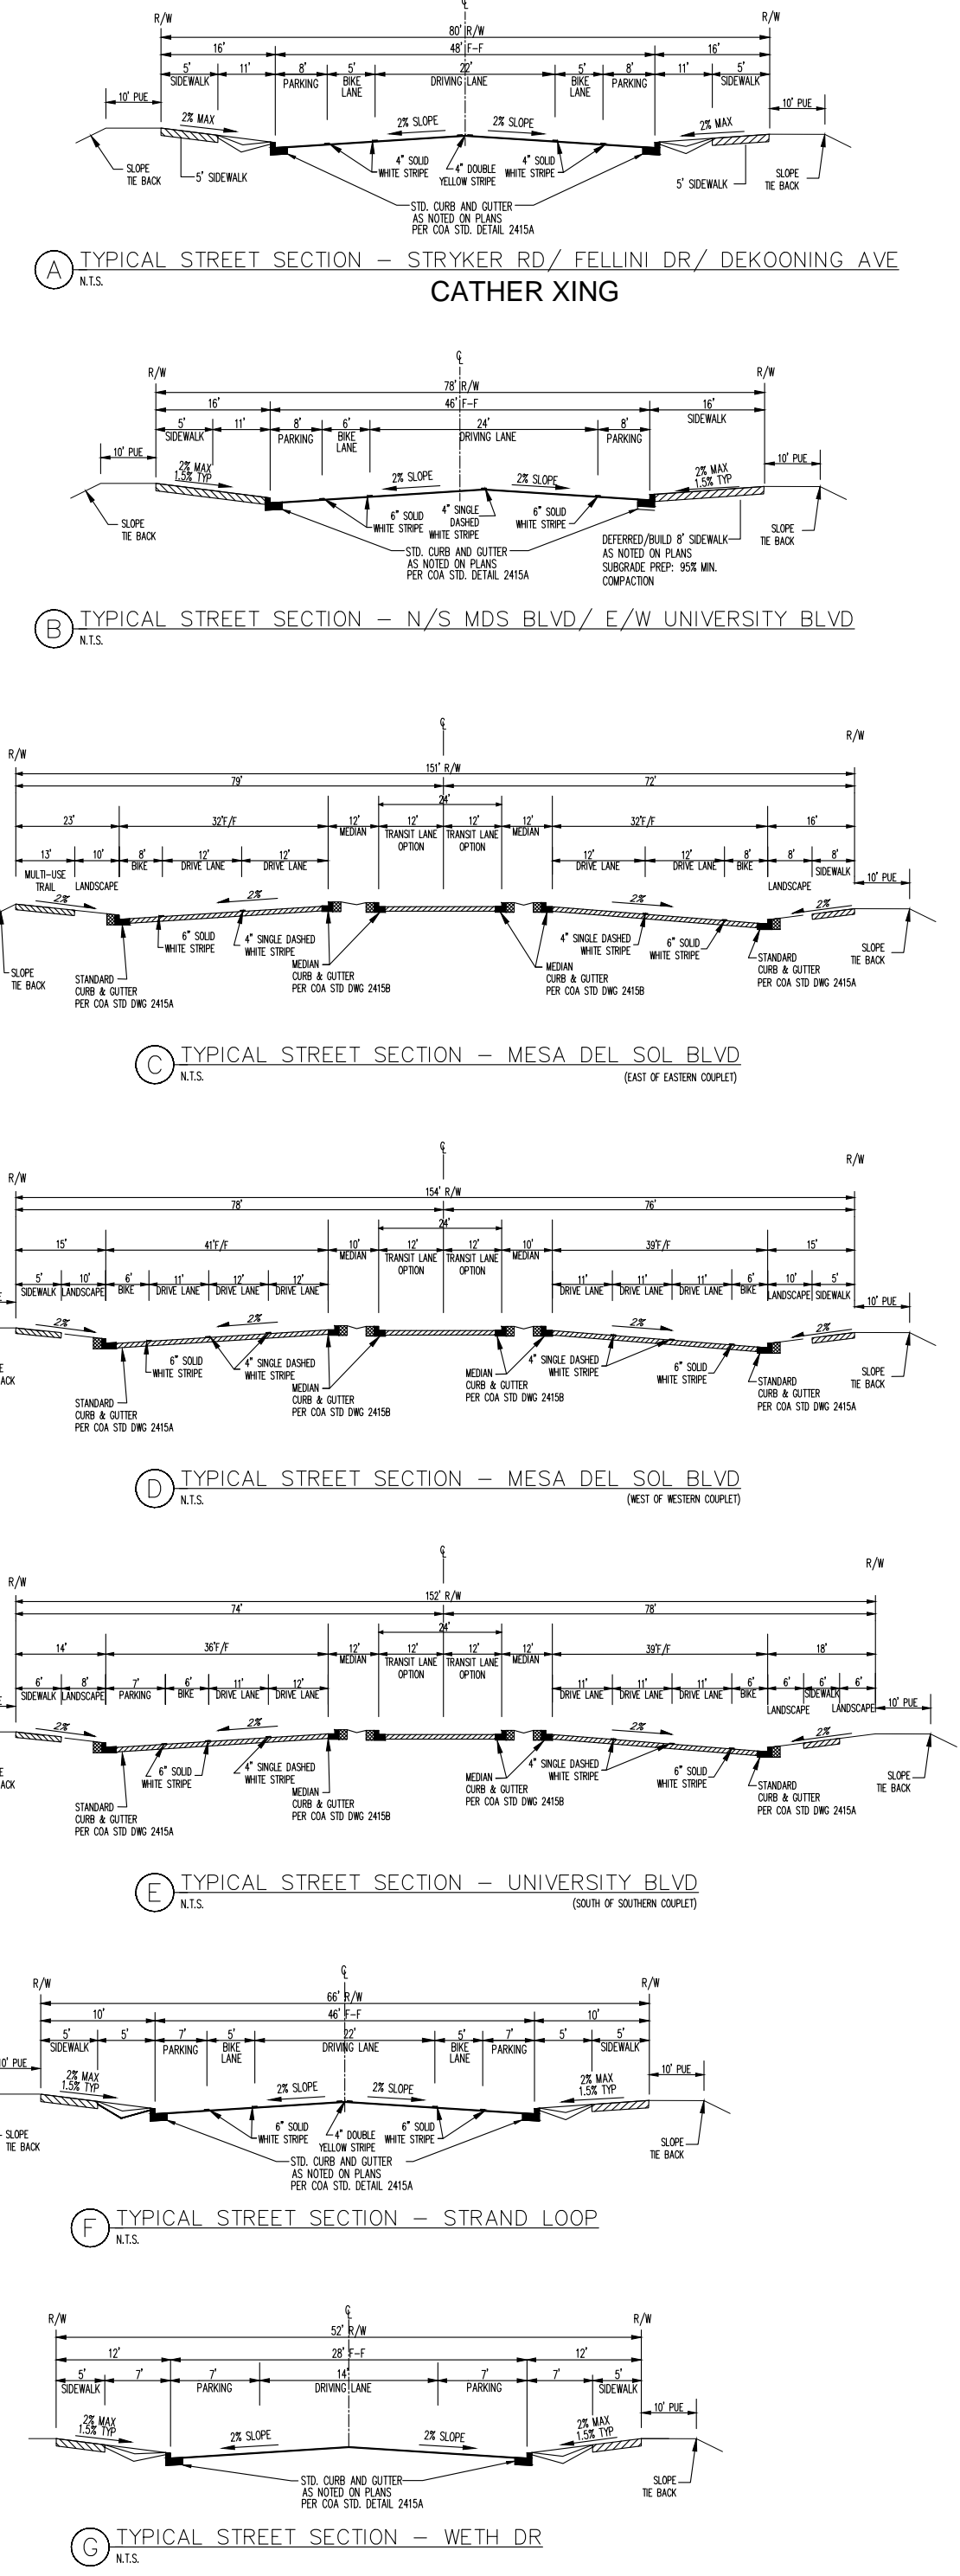 ℄
R/W R/W
80' R/W
16' 48' F-F 16'
5' 11' 8' 5' 22' 5' 8' 11' 5'
SIDEWALK PARKING BIKE LANE DRIVING LANE BIKE LANE PARKING SIDEWALK
10' PUE 10' PUE
2% MAX 2% SLOPE 2% SLOPE 2% MAX
SLOPE TIE BACK
5' SIDEWALK
4" SOLID WHITE STRIPE
4" DOUBLE YELLOW STRIPE
4" SOLID WHITE STRIPE
5' SIDEWALK
SLOPE TIE BACK
STD. CURB AND GUTTER
AS NOTED ON PLANS
PER COA STD. DETAIL 2415A
A TYPICAL STREET SECTION - STRYKER RD/ FELLINI DR/ DEKOONING AVE
N.T.S.
CATHER XING
℄
R/W R/W
78' R/W
16' 46' F-F 16'
SIDEWALK
5' 11' 8' 6' 24' 8'
SIDEWALK PARKING BIKE LANE DRIVING LANE PARKING
10' PUE 10' PUE
2% MAX 1.5% TYP 2% SLOPE 2% SLOPE 2% MAX 1.5% TYP
SLOPE TIE BACK
6" SOLID WHITE STRIPE
4" SINGLE DASHED WHITE STRIPE
6" SOLID WHITE STRIPE
SLOPE TIE BACK
DEFERRED/BUILD 8' SIDEWALK
AS NOTED ON PLANS
SUBGRADE PREP: 95% MIN.
COMPACTION
STD. CURB AND GUTTER
AS NOTED ON PLANS
PER COA STD. DETAIL 2415A
B TYPICAL STREET SECTION - N/S MDS BLVD/ E/W UNIVERSITY BLVD
N.T.S.
℄
R/W R/W
151' R/W
79' 72'
24'
23' 32'F/F 12' MEDIAN 12' TRANSIT LANE OPTION 12' TRANSIT LANE OPTION 12' MEDIAN 32'F/F 16'
13' 10' 8' 12' 12' 12' 12' 8' 8' 8'
MULTI-USE TRAIL LANDSCAPE BIKE DRIVE LANE DRIVE LANE DRIVE LANE DRIVE LANE BIKE LANDSCAPE SIDEWALK
10' PUE
2% 2% 2% 2%
SLOPE TIE BACK
STANDARD
CURB & GUTTER
PER COA STD DWG 2415A
6" SOLID WHITE STRIPE
4" SINGLE DASHED WHITE STRIPE
MEDIAN
CURB & GUTTER
PER COA STD DWG 2415B
MEDIAN
CURB & GUTTER
PER COA STD DWG 2415B
4" SINGLE DASHED WHITE STRIPE
6" SOLID WHITE STRIPE
STANDARD
CURB & GUTTER
PER COA STD DWG 2415A
SLOPE TIE BACK
C TYPICAL STREET SECTION - MESA DEL SOL BLVD
N.T.S. (EAST OF EASTERN COUPLET)
℄
R/W R/W
154' R/W
78' 76'
24'
15' 41'F/F 10' MEDIAN 12' TRANSIT LANE OPTION 12' TRANSIT LANE OPTION 10' MEDIAN 39'F/F 15'
5' 10' 6' 11' 12' 12' 11' 11' 11' 6' 10' 5'
SIDEWALK LANDSCAPE BIKE DRIVE LANE DRIVE LANE DRIVE LANE DRIVE LANE DRIVE LANE DRIVE LANE BIKE LANDSCAPE SIDEWALK
E 10' PUE
2% 2% 2% 2%
E
ACK
STANDARD
CURB & GUTTER
PER COA STD DWG 2415A
6" SOLID WHITE STRIPE
4" SINGLE DASHED WHITE STRIPE
MEDIAN
CURB & GUTTER
PER COA STD DWG 2415B
MEDIAN
CURB & GUTTER
PER COA STD DWG 2415B
4" SINGLE DASHED WHITE STRIPE
6" SOLID WHITE STRIPE
STANDARD
CURB & GUTTER
PER COA STD DWG 2415A
SLOPE TIE BACK
D TYPICAL STREET SECTION - MESA DEL SOL BLVD
N.T.S. (WEST OF WESTERN COUPLET)
℄
R/W R/W
152' R/W
74' 78'
24'
14' 36'F/F 12' MEDIAN 12' TRANSIT LANE OPTION 12' TRANSIT LANE OPTION 12' MEDIAN 39'F/F 18'
6' 8' 7' 6' 11' 12' 11' 11' 11' 6' 6' 6' 6'
SIDEWALK LANDSCAPE PARKING BIKE DRIVE LANE DRIVE LANE DRIVE LANE DRIVE LANE DRIVE LANE BIKE LANDSCAPE SIDEWALK LANDSCAPE
E 10' PUE
2% 2% 2% 2%
E
ACK
STANDARD
CURB & GUTTER
PER COA STD DWG 2415A
6" SOLID WHITE STRIPE
4" SINGLE DASHED WHITE STRIPE
MEDIAN
CURB & GUTTER
PER COA STD DWG 2415B
MEDIAN
CURB & GUTTER
PER COA STD DWG 2415B
4" SINGLE DASHED WHITE STRIPE
6" SOLID WHITE STRIPE
STANDARD
CURB & GUTTER
PER COA STD DWG 2415A
SLOPE TIE BACK
E TYPICAL STREET SECTION - UNIVERSITY BLVD
N.T.S. (SOUTH OF SOUTHERN COUPLET)
℄
R/W R/W
66' R/W
10' 46' F-F 10'
5' 5' 7' 5' 22' 5' 7' 5' 5'
SIDEWALK PARKING BIKE LANE DRIVING LANE BIKE LANE PARKING SIDEWALK
10' PUE 10' PUE
2% MAX 1.5% TYP 2% SLOPE 2% SLOPE 2% MAX 1.5% TYP
SLOPE TIE BACK
6" SOLID WHITE STRIPE
4" DOUBLE YELLOW STRIPE
6" SOLID WHITE STRIPE
SLOPE TIE BACK
STD. CURB AND GUTTER
AS NOTED ON PLANS
PER COA STD. DETAIL 2415A
F TYPICAL STREET SECTION - STRAND LOOP
N.T.S.
℄
R/W R/W
52' R/W
12' 28' F-F 12'
5' 7' 7' 14' 7' 7' 5'
SIDEWALK PARKING DRIVING LANE PARKING SIDEWALK
10' PUE
2% MAX 1.5% TYP 2% SLOPE 2% SLOPE 2% MAX 1.5% TYP
STD. CURB AND GUTTER
AS NOTED ON PLANS
PER COA STD. DETAIL 2415A
SLOPE TIE BACK
G TYPICAL STREET SECTION - WETH DR
N.T.S.